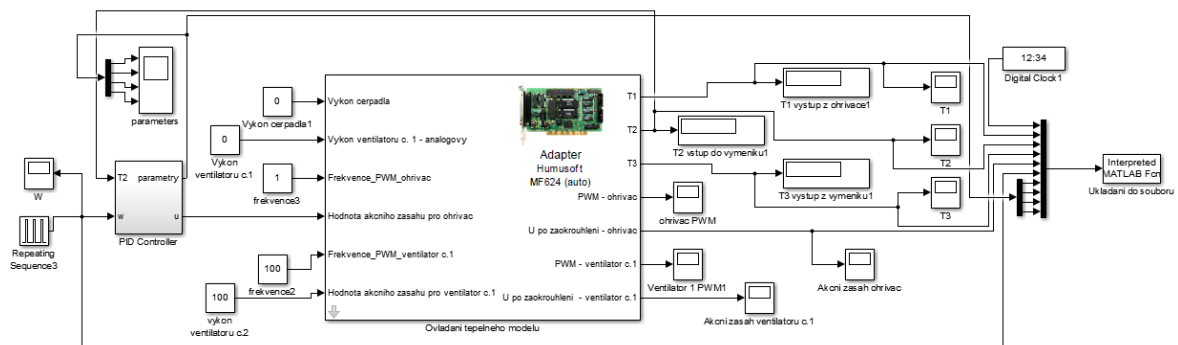 parameters
W
Repeating
Sequence3
T2
parametry
w
u
PID Controller
0
Vykon cerpadla1
0
Vykon
ventilatoru c.1
1
frekvence3
100
frekvence2
100
vykon
ventilatoru c.2
Vykon cerpadla
Vykon ventilatoru c. 1 - analogovy
Frekvence_PWM_ohrivac
Hodnota akcniho zasahu pro ohrivac
Frekvence_PWM_ventilator c.1
Hodnota akcniho zasahu pro ventilator c.1
Adapter
Humusoft
MF624 (auto)
T1
T2
T3
PWM - ohrivac
U po zaokrouhleni - ohrivac
PWM - ventilator c.1
U po zaokrouhleni - ventilator c.1
Ovladani tepelneho modelu
T1 vystup z ohrivace1
T2 vstup do vymeniku1
T3 vystup z vymeniku1
ohrivac PWM
Ventilator 1 PWM1
Akcni zasah ventilatoru c.1
Akcni zasah ohrivac
T1
T2
T3
12:34
Digital Clock1
Interpreted
MATLAB Fcn
Ukladani do souboru